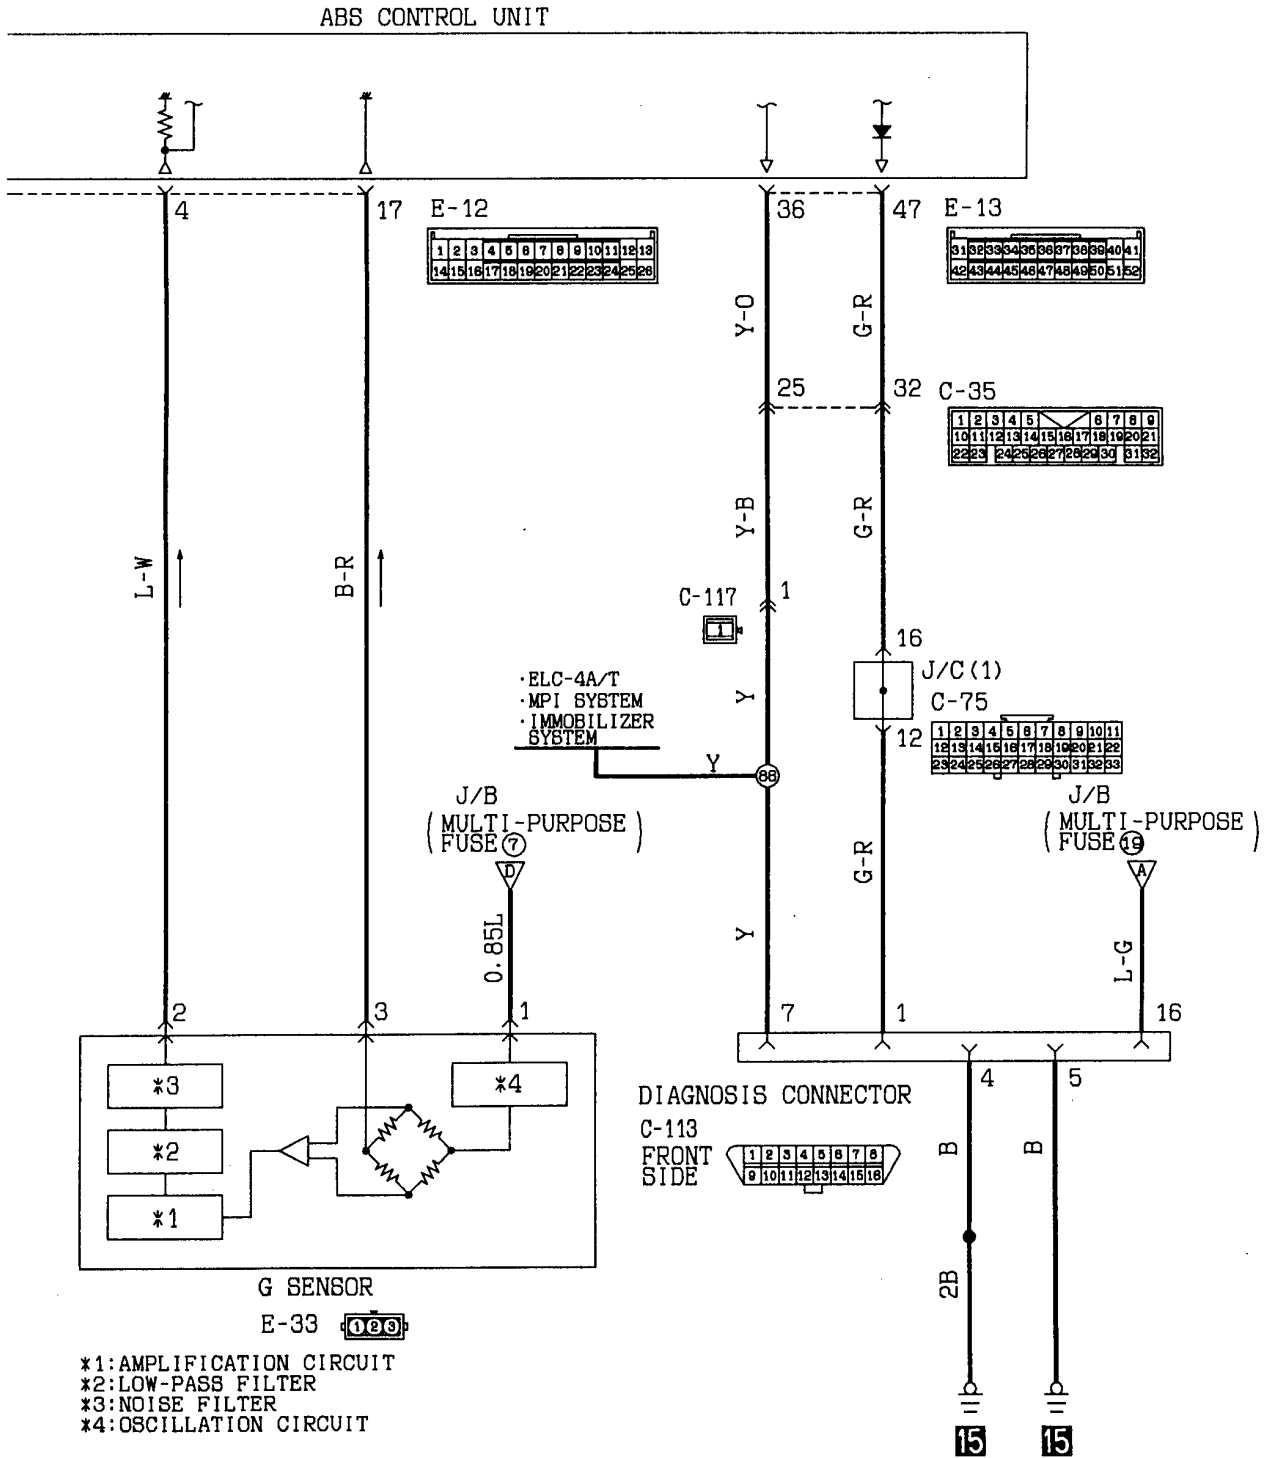 ABS CONTROL UNIT
4
17
E-12
36
47
E-13
1 2 3 4 5 6 7 8 9 10 11 12 13
14 15 16 17 18 19 20 21 22 23 24 25 26
31 32 33 34 35 36 37 38 39 40 41
42 43 44 45 46 47 48 49 50 51 52
Y-O
G-R
25
32
C-35
1 2 3 4 5 6 7 8 9
10 11 12 13 14 15 16 17 18 19 20 21
22 23 24 25 26 27 28 29 30 31 32
L-W
B-R
Y-B
G-R
C-117
1
1
16
J/C(1)
C-75
12
1 2 3 4 5 6 7 8 9 10 11
12 13 14 15 16 17 18 19 20 21 22
23 24 25 26 27 28 29 30 31 32 33
·ELC-4A/T
·MPI SYSTEM
·IMMOBILIZER
SYSTEM
Y
Y
88
J/B
(MULTI-PURPOSE
FUSE 7)
D
J/B
(MULTI-PURPOSE
FUSE 19)
A
0.85L
Y
G-R
L-G
2
3
1
7
1
16
*3
*4
*2
*1
4
5
DIAGNOSIS CONNECTOR
C-113
FRONT
SIDE
1 2 3 4 5 6 7 8
9 10 11 12 13 14 15 16
B
B
2B
G SENSOR
E-33
1 2 3
*1:AMPLIFICATION CIRCUIT
*2:LOW-PASS FILTER
*3:NOISE FILTER
*4:OSCILLATION CIRCUIT
15
15